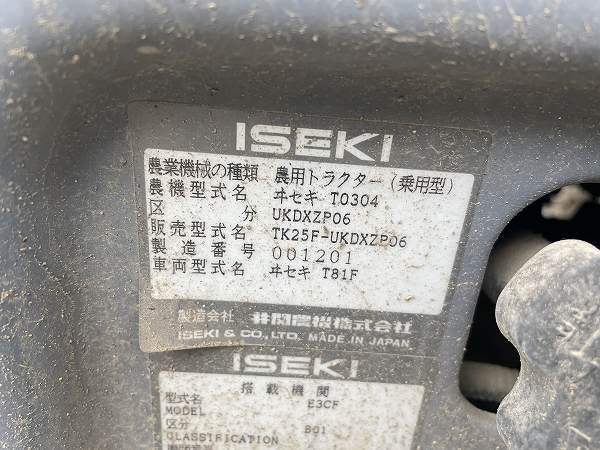 ISEKI
農業機械の種類 農用トラクター(乗用型)
農機型式名 ヰセキ T0304
区分 UKDXZP06
販売型式名 TK25F-UKDXZP06
製造番号 001201
車両型式名 ヰセキ T81F
製造会社 井関農機株式会社
ISEKI & CO., LTD. MADE IN JAPAN.
ISEKI
搭載機関
型式名 E3CF
MODEL
区分 801
CLASSIFICATION